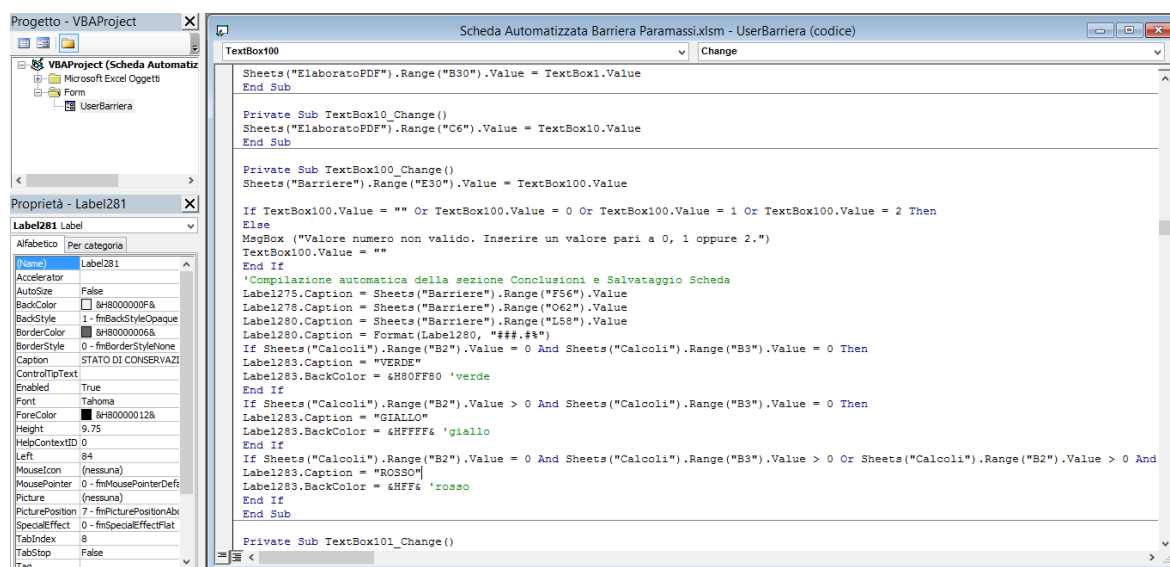 Progetto - VBAProject
VBAProject (Scheda Automatiz
Microsoft Excel Oggetti
Form
UserBarriera
Proprietà - Label281
Label281 Label
Alfabetico Per categoria
(Name) Label281
Accelerator
AutoSize False
BackColor &H8000000F&
BackStyle 1 - fmBackStyleOpaque
BorderColor &H80000006&
BorderStyle 0 - fmBorderStyleNone
Caption STATO DI CONSERVAZI
ControlTipText
Enabled True
Font Tahoma
ForeColor &H80000012&
Height 9.75
HelpContextID 0
Left 84
MouseIcon (nessuna)
MousePointer 0 - fmMousePointerDefa
Picture (nessuna)
PicturePosition 7 - fmPicturePositionAbo
SpecialEffect 0 - fmSpecialEffectFlat
TabIndex 8
TabStop False
Tag
Scheda Automatizzata Barriera Paramassi.xlsm - UserBarriera (codice)
TextBox100 Change
Sheets("ElaboratoPDF").Range("B30").Value = TextBox1.Value
End Sub
Private Sub TextBox10_Change()
Sheets("ElaboratoPDF").Range("C6").Value = TextBox10.Value
End Sub
Private Sub TextBox100_Change()
Sheets("Barriere").Range("E30").Value = TextBox100.Value
If TextBox100.Value = "" Or TextBox100.Value = 0 Or TextBox100.Value = 1 Or TextBox100.Value = 2 Then
Else
MsgBox ("Valore numero non valido. Inserire un valore pari a 0, 1 oppure 2.")
TextBox100.Value = ""
End If
'Compilazione automatica della sezione Conclusioni e Salvataggio Scheda
Label275.Caption = Sheets("Barriere").Range("F56").Value
Label278.Caption = Sheets("Barriere").Range("O62").Value
Label280.Caption = Sheets("Barriere").Range("L58").Value
Label280.Caption = Format(Label280, "###.#%")
If Sheets("Calcoli").Range("B2").Value = 0 And Sheets("Calcoli").Range("B3").Value = 0 Then
Label283.Caption = "VERDE"
Label283.BackColor = &H80FF80 'verde
End If
If Sheets("Calcoli").Range("B2").Value > 0 And Sheets("Calcoli").Range("B3").Value = 0 Then
Label283.Caption = "GIALLO"
Label283.BackColor = &HFFFF& 'giallo
End If
If Sheets("Calcoli").Range("B2").Value = 0 And Sheets("Calcoli").Range("B3").Value > 0 Or Sheets("Calcoli").Range("B2").Value > 0 And
Label283.Caption = "ROSSO"
Label283.BackColor = &HFF& 'rosso
End If
End Sub
Private Sub TextBox101_Change()